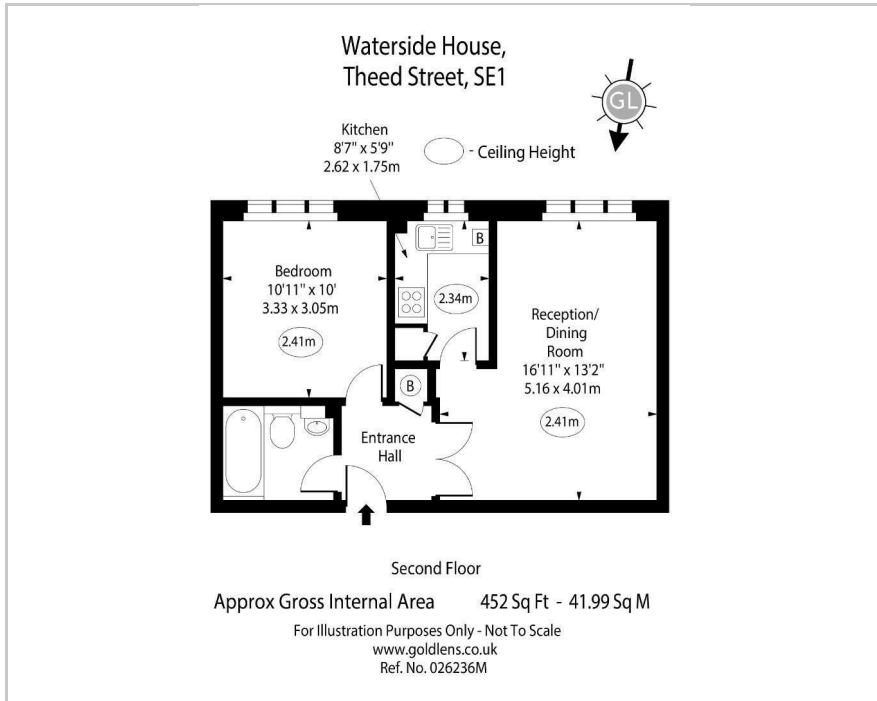 Waterside House,
Theed Street, SE1
GL
Kitchen
8'7" x 5'9"
2.62 x 1.75m
- Ceiling Height
B
Bedroom
10'11" x 10'
3.33 x 3.05m
2.41m
2.34m
Reception/
Dining
Room
16'11" x 13'2"
5.16 x 4.01m
2.41m
B
Entrance
Hall
Second Floor
Approx Gross Internal Area 452 Sq Ft - 41.99 Sq M
For Illustration Purposes Only - Not To Scale
www.goldlens.co.uk
Ref. No. 026236M